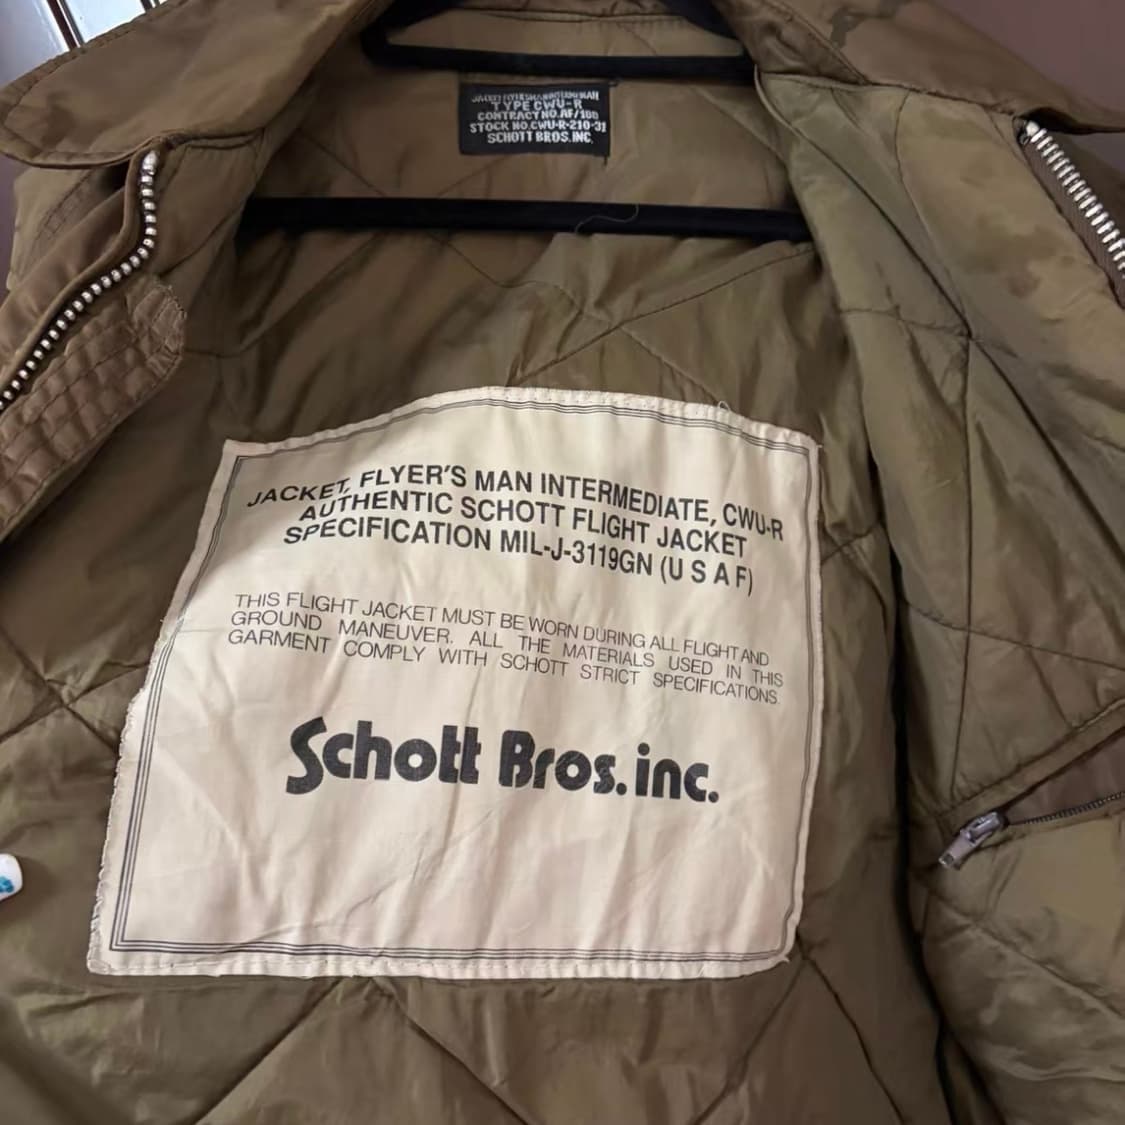 TYPE CWU-R
CONTRACT NO. AF/188
STOCK NO. CWU-R-210-31
SCHOTT BROS. INC.
JACKET, FLYER'S MAN INTERMEDIATE, CWU-R
AUTHENTIC SCHOTT FLIGHT JACKET
SPECIFICATION MIL-J-3119GN (U S A F)
THIS FLIGHT JACKET MUST BE WORN DURING ALL FLIGHT AND
GROUND MANEUVER. ALL THE MATERIALS USED IN THIS
GARMENT COMPLY WITH SCHOTT STRICT SPECIFICATIONS.
Schott Bros. inc.